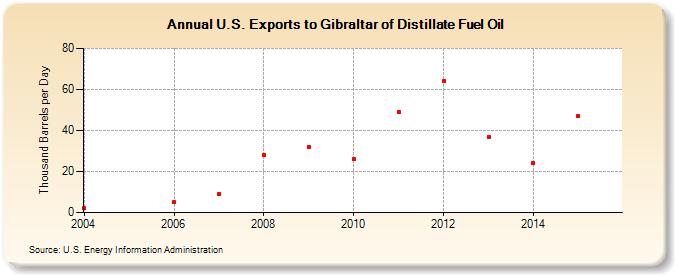 Annual U.S. Exports to Gibraltar of Distillate Fuel Oil
Thousand Barrels per Day
80
60
40
20
0
2004 2006 2008 2010 2012 2014
Source: U.S. Energy Information Administration